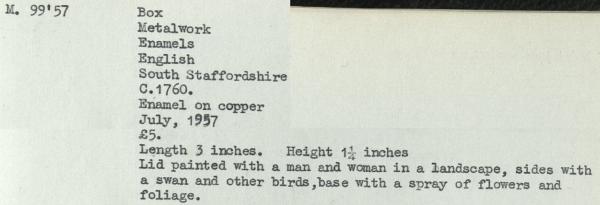 M. 99'57 Box
Metalwork
Enamels
English
South Staffordshire
C.1760.
Enamel on copper
July, 1957
£5.
Length 3 inches. Height 1¼ inches
Lid painted with a man and woman in a landscape, sides with
a swan and other birds,base with a spray of flowers and
foliage.